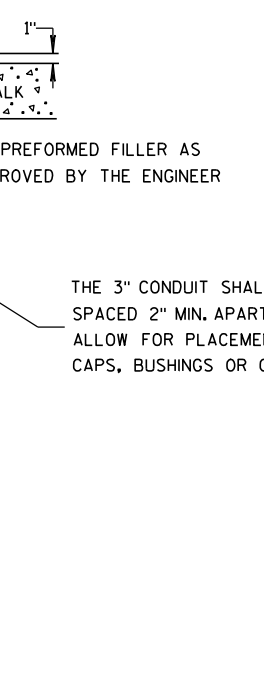 1"
ALK
PREFORMED FILLER AS
ROVED BY THE ENGINEER
THE 3" CONDUIT SHAL
SPACED 2" MIN. APART
ALLOW FOR PLACEME
CAPS, BUSHINGS OR